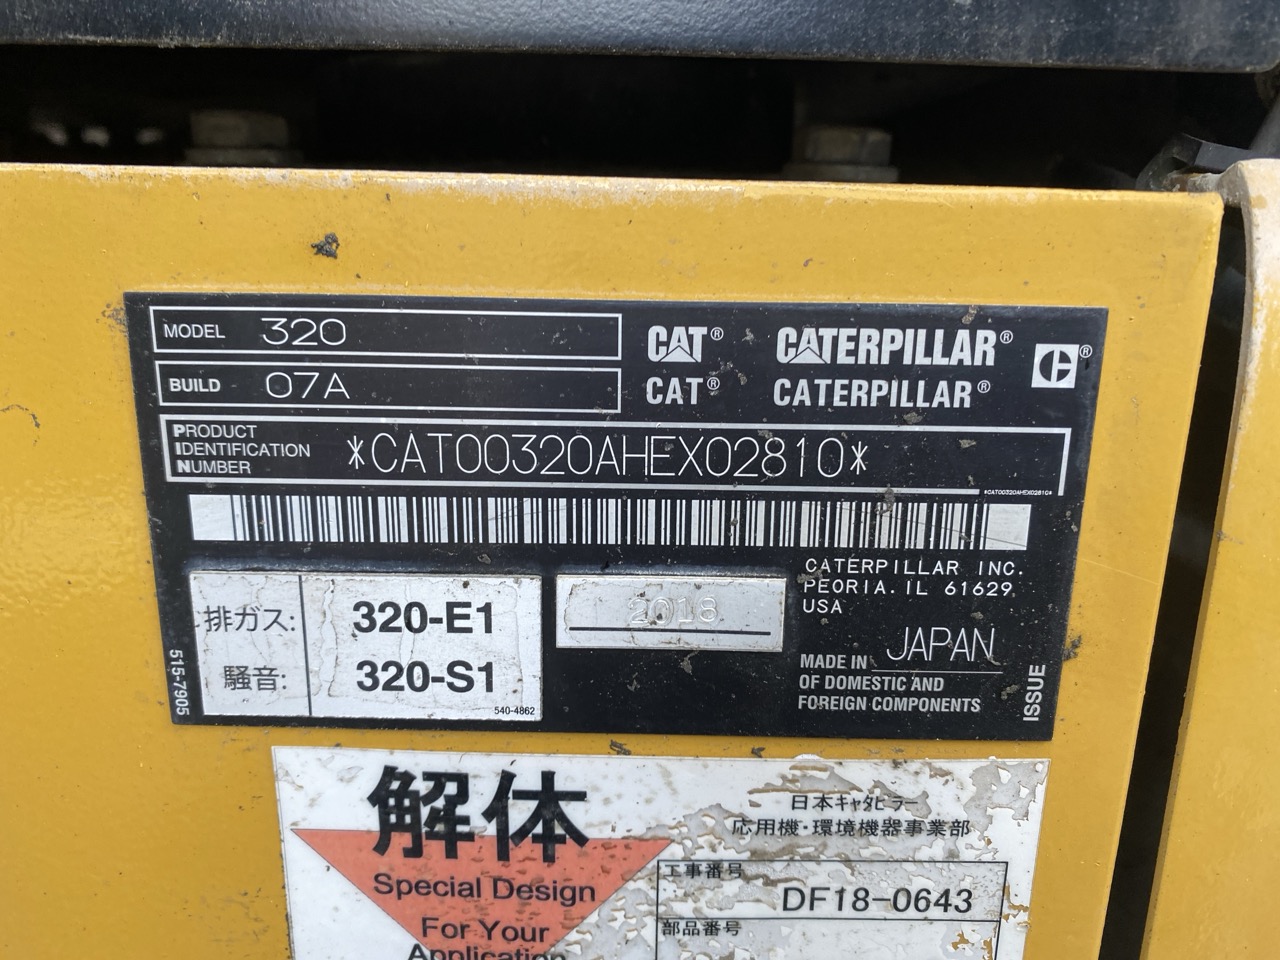 MODEL 320
BUILD 07A
CAT® CATERPILLAR® C®
CAT® CATERPILLAR®
PRODUCT
IDENTIFICATION
NUMBER
*CAT00320AHEX02810*
*CAT00320AHEX02810*
CATERPILLAR INC.
PEORIA. IL 61629
USA
排ガス: 320-E1
騒音: 320-S1
540-4862
2018
MADE IN JAPAN
OF DOMESTIC AND
FOREIGN COMPONENTS
515-7905
ISSUE
解体
Special Design
For Your
Application
日本キャタピラー
応用機・環境機器事業部
工事番号
DF18-0643
部品番号